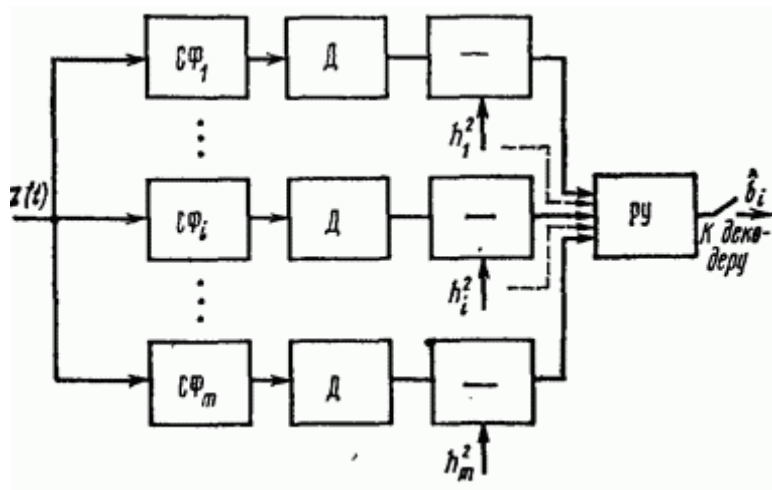 СФ₁ Д —
h₁²
z(t) СФᵢ Д — РУ b̂ᵢ
К деко-
деру
hᵢ²
СФₘ Д —
hₘ²